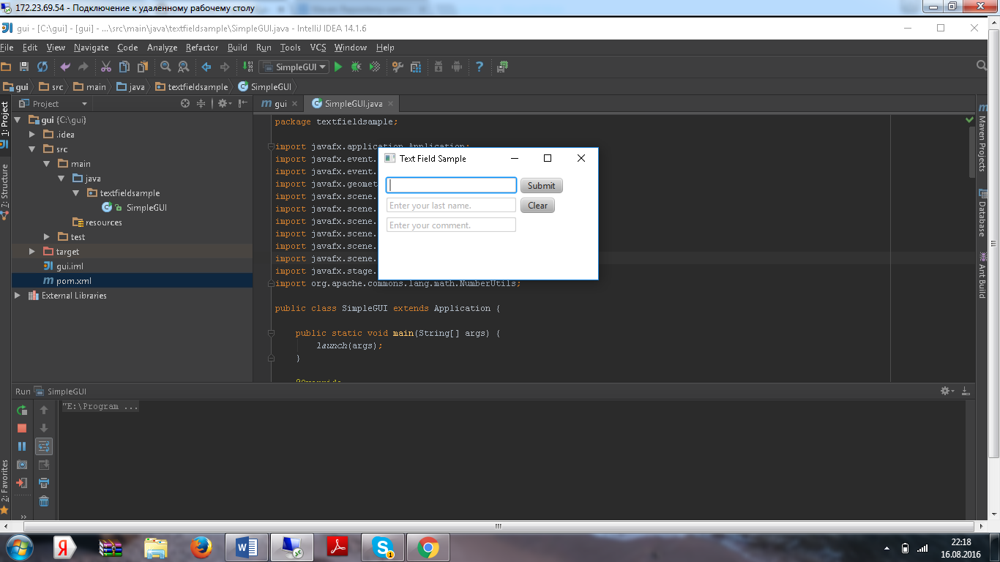 172.23.69.54 - Подключение к удаленному рабочему столу
gui - [C:\gui] - [gui] - ...\src\main\java\textfieldsample\SimpleGUI.java - IntelliJ IDEA 14.1.6
File Edit View Navigate Code Analyze Refactor Build Run Tools VCS Window Help
SimpleGUI
gui src main java textfieldsample SimpleGUI
Project
gui SimpleGUI.java
1: Project
7: Structure
2: Favorites
gui (C:\gui)
.idea
src
main
java
textfieldsample
SimpleGUI
resources
test
target
gui.iml
pom.xml
External Libraries
package textfieldsample;
import javafx.application.Application;
import javafx.event.
import javafx.event.
import javafx.geomet
import javafx.scene.
import javafx.scene.
import javafx.scene.
import javafx.scene.
import javafx.scene.
import javafx.scene.
import javafx.stage.
import org.apache.commons.lang.math.NumberUtils;
public class SimpleGUI extends Application {
public static void main(String[] args) {
launch(args);
}
@Override
Text Field Sample
Submit
Enter your last name.
Clear
Enter your comment.
Maven Projects
Database
Ant Build
Run SimpleGUI
"E:\Program ...
22:18
16.08.2016